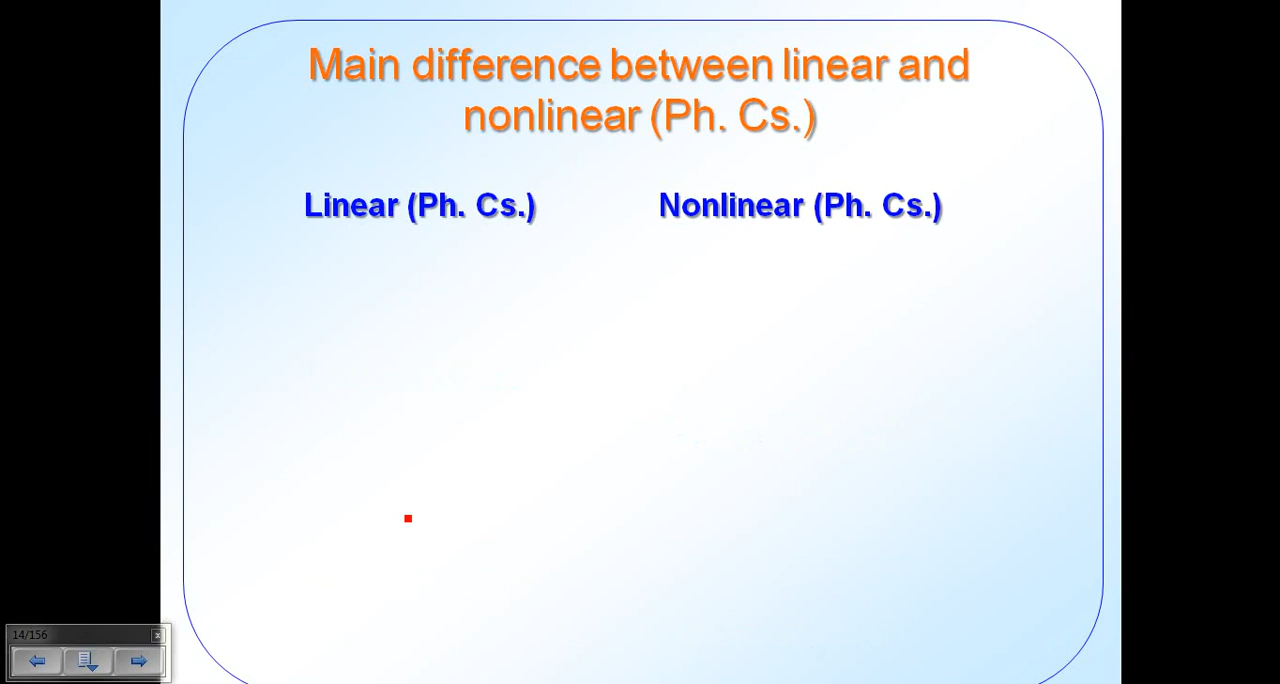 Main difference between linear and
nonlinear (Ph. Cs.)
Linear (Ph. Cs.)
Nonlinear (Ph. Cs.)
14/156
x